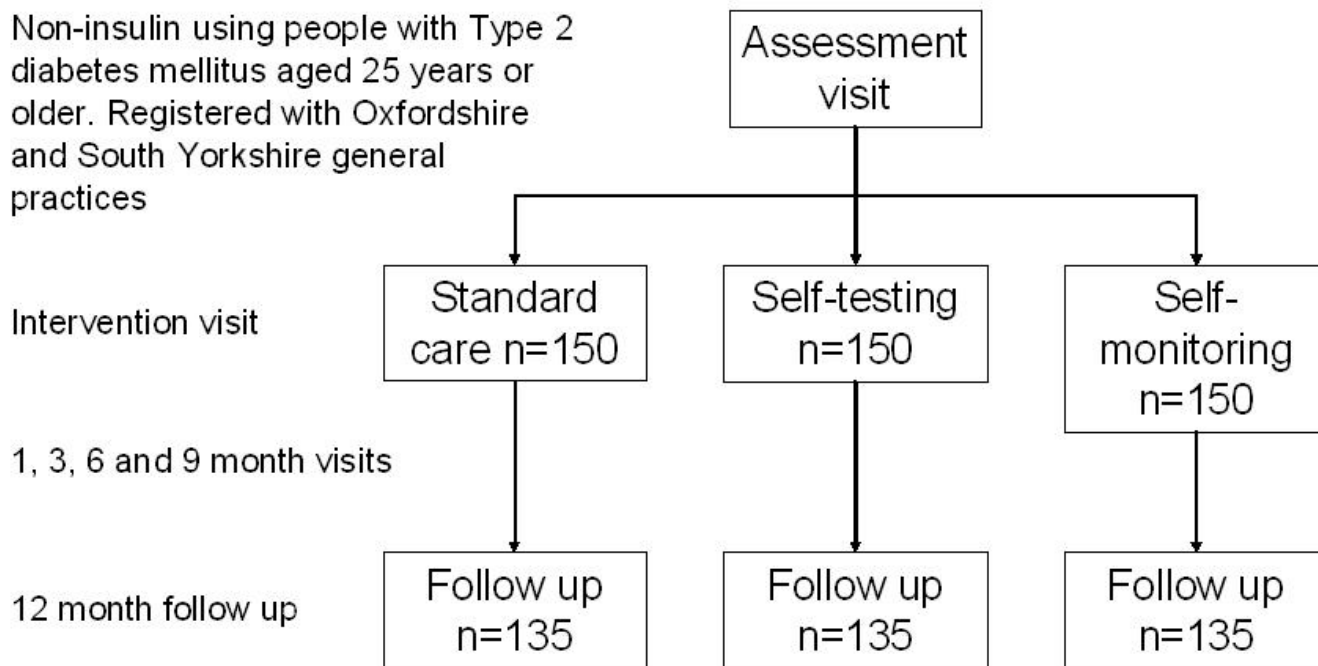 Non-insulin using people with Type 2
diabetes mellitus aged 25 years or
older. Registered with Oxfordshire
and South Yorkshire general
practices
Assessment
visit
Intervention visit
Standard
care n=150
Self-testing
n=150
Self-
monitoring
n=150
1, 3, 6 and 9 month visits
12 month follow up
Follow up
n=135
Follow up
n=135
Follow up
n=135